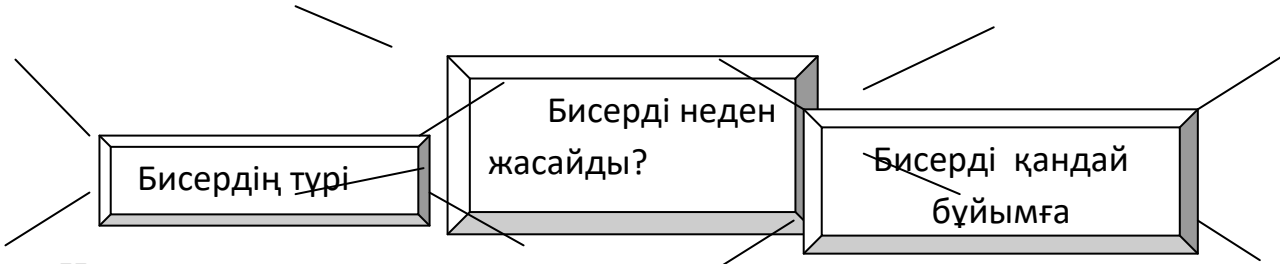 Бисердің түрі
Бисерді неден
жасайды?
Бисерді қандай
бұйымға